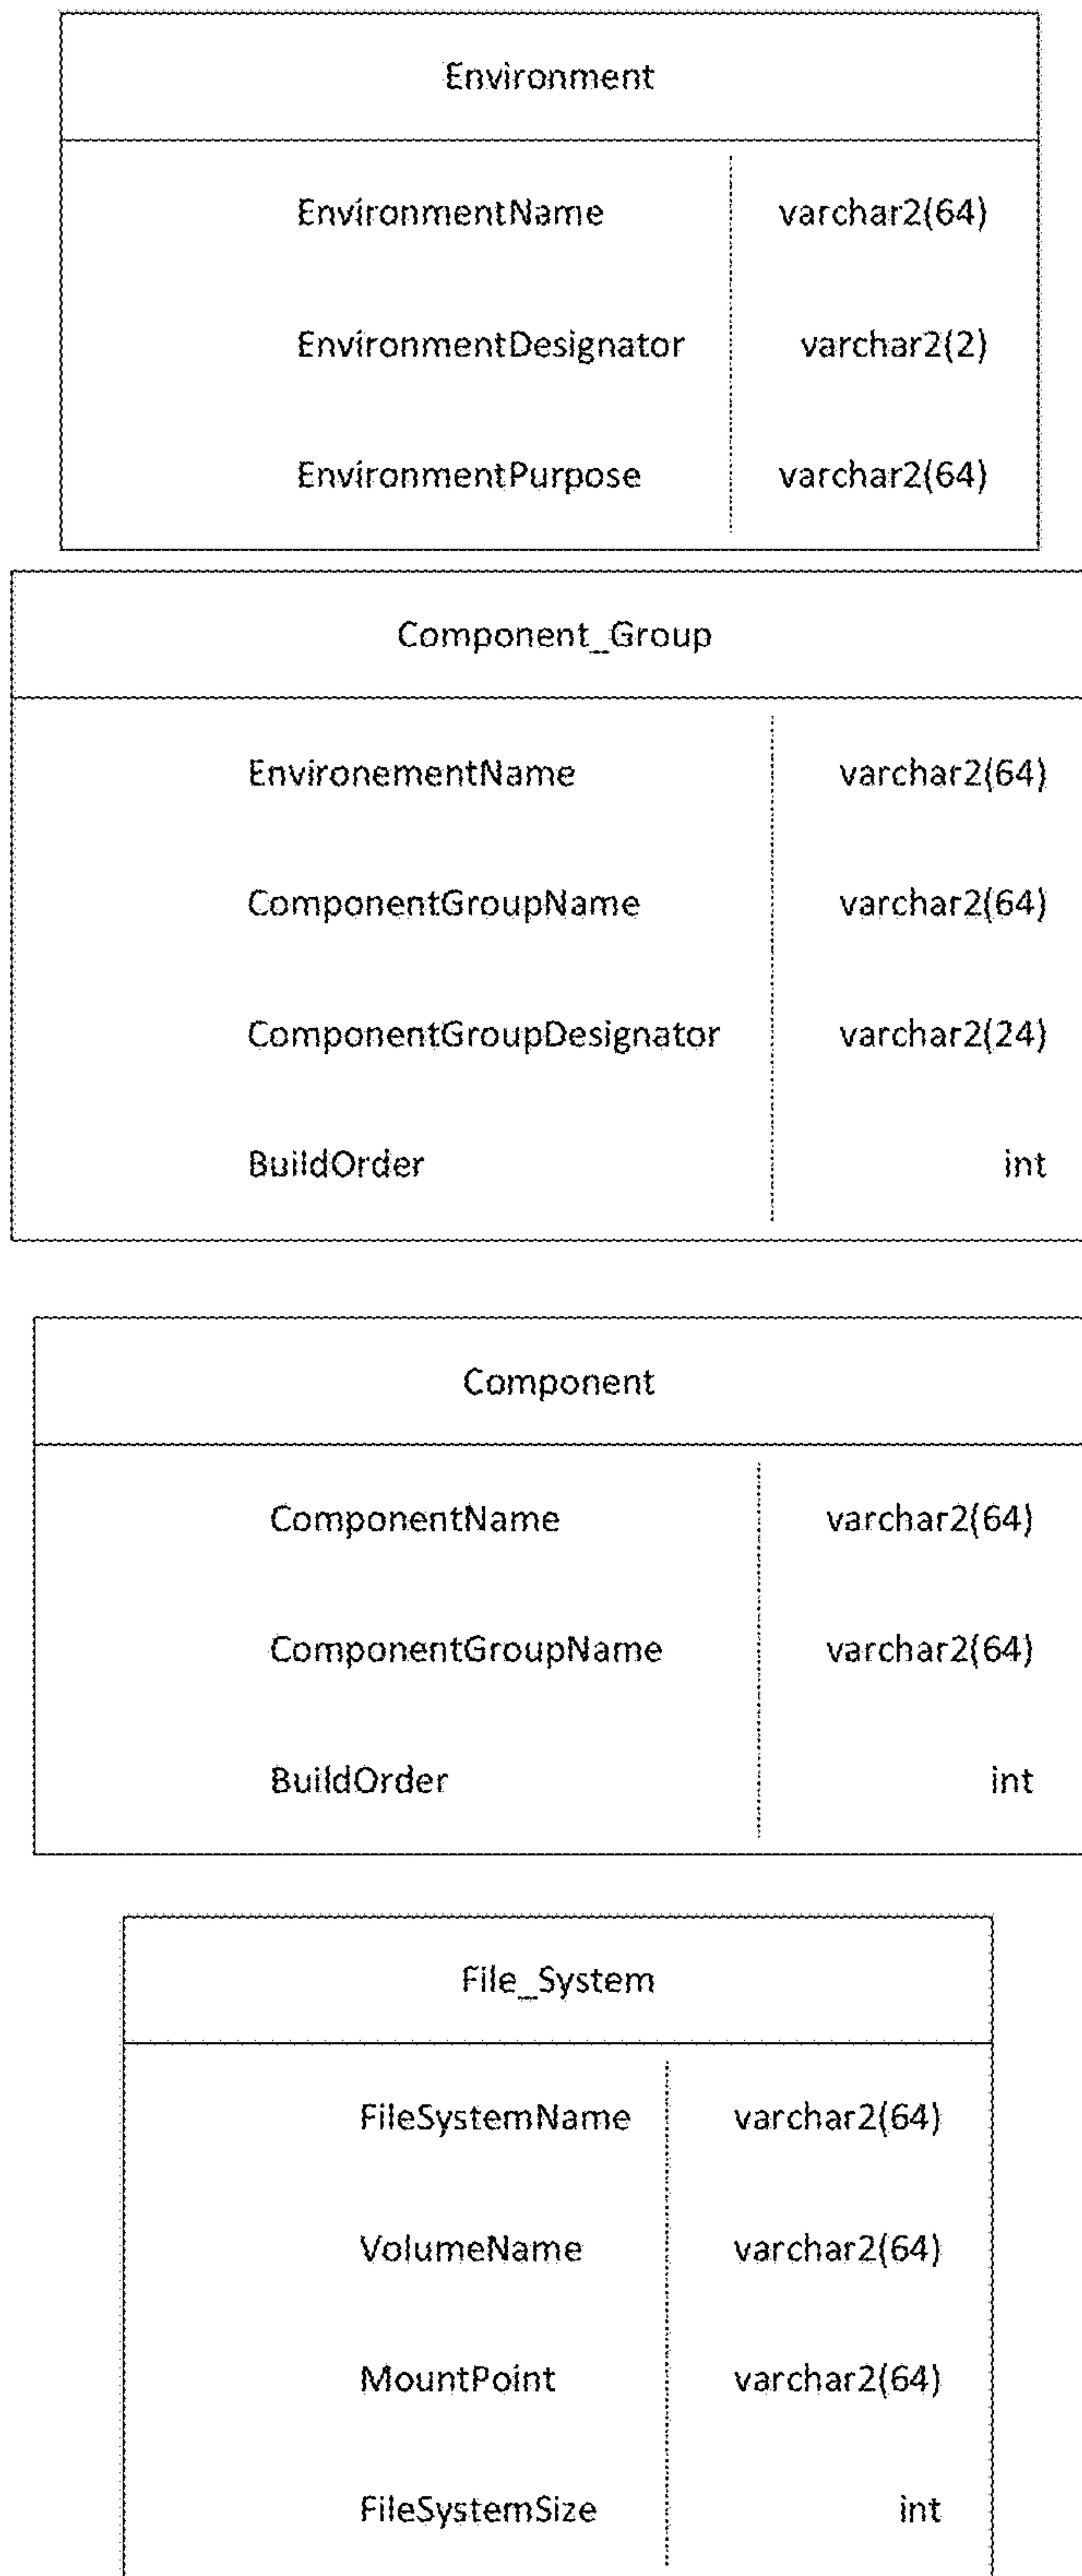 Environment
EnvironmentName varchar2(64)
EnvironmentDesignator varchar2(2)
EnvironmentPurpose varchar2(64)
Component_Group
EnvironementName varchar2(64)
ComponentGroupName varchar2(64)
ComponentGroupDesignator varchar2(24)
BuildOrder int
Component
ComponentName varchar2(64)
ComponentGroupName varchar2(64)
BuildOrder int
File_System
FileSystemName varchar2(64)
VolumeName varchar2(64)
MountPoint varchar2(64)
FileSystemSize int